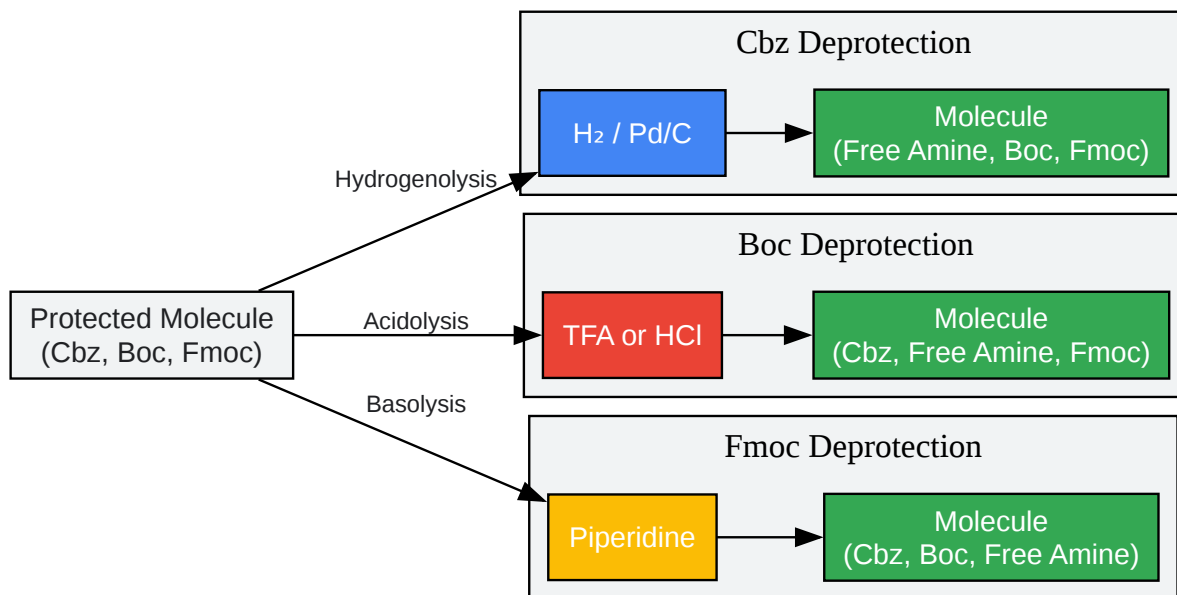 Cbz Deprotection
H₂ / Pd/C
Molecule
(Free Amine, Boc, Fmoc)
Hydrogenolysis
Boc Deprotection
Protected Molecule
(Cbz, Boc, Fmoc)
Acidolysis
TFA or HCl
Molecule
(Cbz, Free Amine, Fmoc)
Basolysis
Fmoc Deprotection
Piperidine
Molecule
(Cbz, Boc, Free Amine)